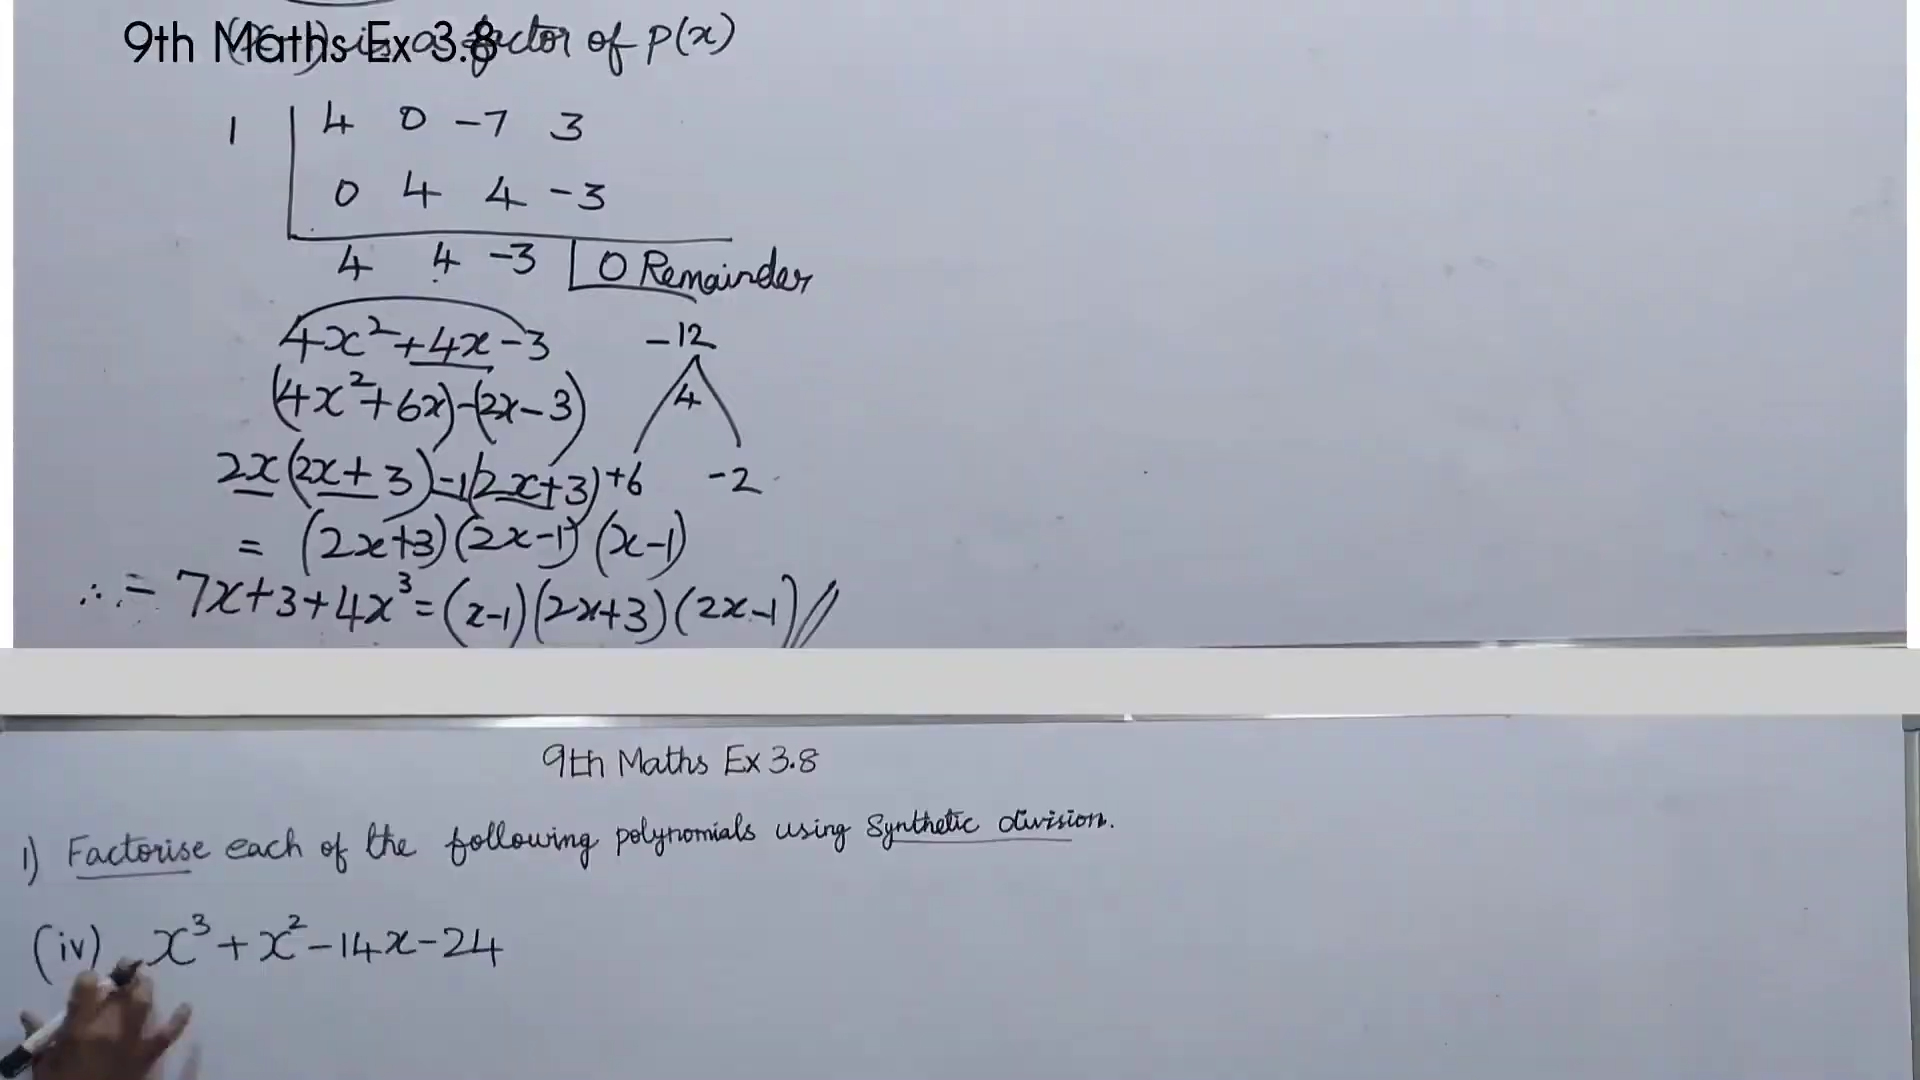 9th Maths Ex 3.8
is a factor of p(x)
1 | 4 0 -7 3
0 4 4 -3
4 4 -3 | 0 Remainder
4x² + 4x - 3
-12
(4x² + 6x) - (2x - 3)
4
2x(2x + 3) - 1(2x + 3)
+6 -2
= (2x+3)(2x-1)(x-1)
∴ - 7x + 3 + 4x³ = (x-1)(2x+3)(2x-1)//
9th Maths Ex 3.8
1) Factorise each of the following polynomials using Synthetic division.
(iv) x³ + x² - 14x - 24